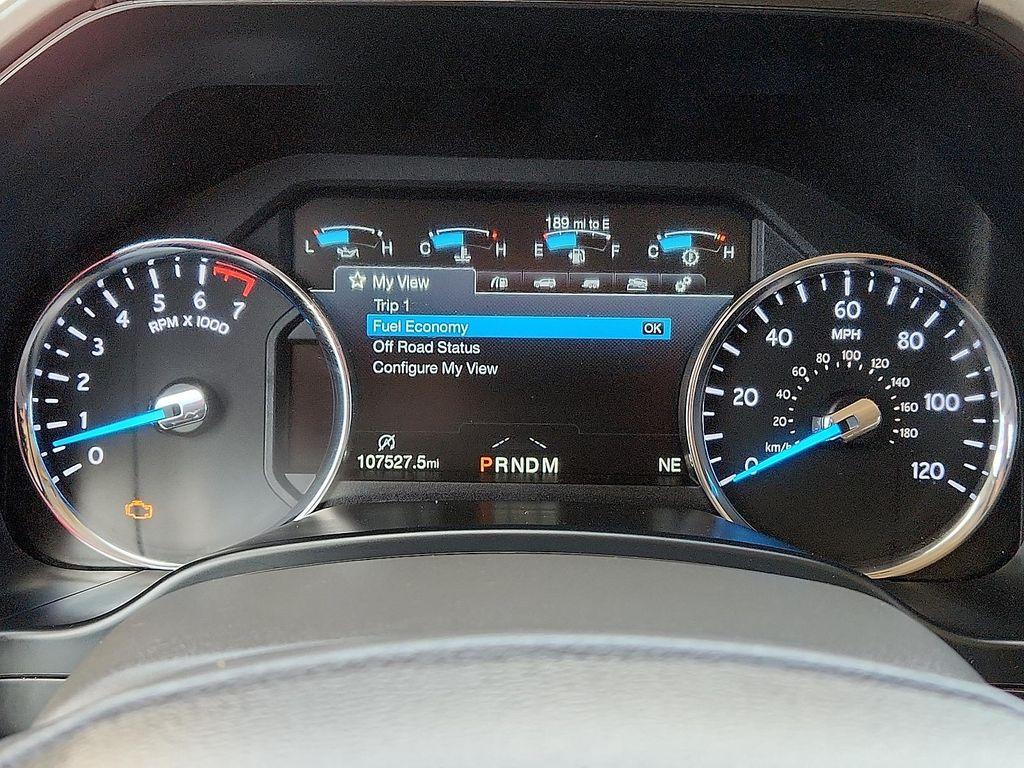 189 mi to E
L H C H E F C H
My View
Trip 1
Fuel Economy OK
Off Road Status
Configure My View
107527.5mi
PRNDM
NE
0 1 2 3 4 5 6 7
RPM X 1000
0 20 40 60 80 100 120
MPH
20 40 60 80 100 120 140 160 180
km/h